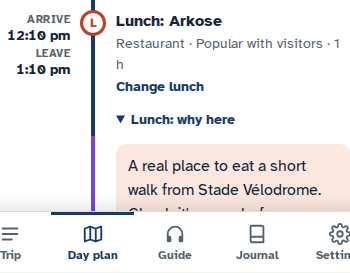 ARRIVE
12:10 pm
LEAVE
1:10 pm
L
Lunch: Arkose
Restaurant · Popular with visitors · 1
h
Change lunch
▼ Lunch: why here
A real place to eat a short
walk from Stade Vélodrome.
Trip
Day plan
Guide
Journal
Settin